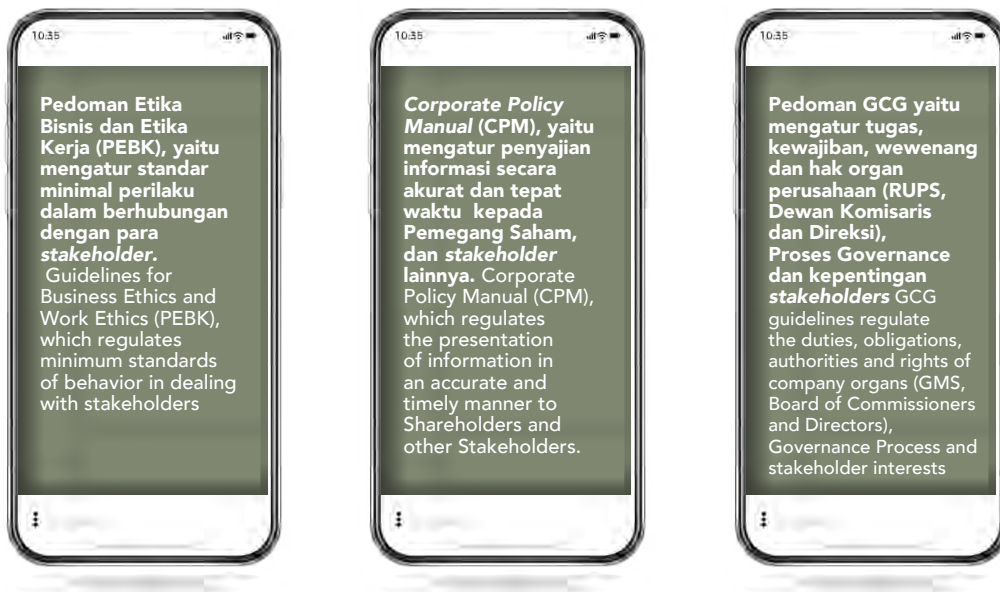 10:35
Pedoman Etika
Bisnis dan Etika
Kerja (PEBK), yaitu
mengatur standar
minimal perilaku
dalam berhubungan
dengan para
stakeholder.
Guidelines for
Business Ethics and
Work Ethics (PEBK),
which regulates
minimum standards
of behavior in dealing
with stakeholders
10:35
Corporate Policy
Manual (CPM), yaitu
mengatur penyajian
informasi secara
akurat dan tepat
waktu kepada
Pemegang Saham,
dan stakeholder
lainnya. Corporate
Policy Manual (CPM),
which regulates
the presentation
of information in
an accurate and
timely manner to
Shareholders and
other Stakeholders.
10:35
Pedoman GCG yaitu
mengatur tugas,
kewajiban, wewenang
dan hak organ
perusahaan (RUPS,
Dewan Komisaris
dan Direksi),
Proses Governance
dan kepentingan
stakeholders GCG
guidelines regulate
the duties, obligations,
authorities and rights of
company organs (GMS,
Board of Commissioners
and Directors),
Governance Process and
stakeholder interests